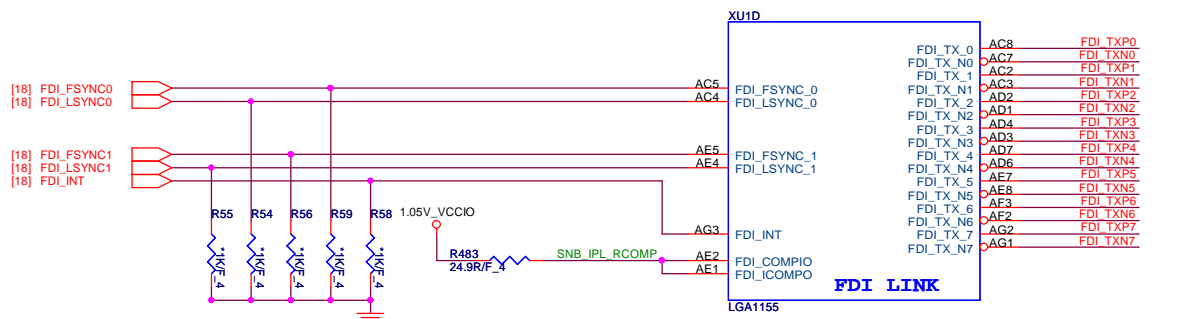 XU1D
[18] FDI_FSYNC0
[18] FDI_LSYNC0
[18] FDI_FSYNC1
[18] FDI_LSYNC1
[18] FDI_INT
R55
R54
R56
R59
R58
*1K/F_4
*1K/F_4
*1K/F_4
*1K/F_4
*1K/F_4
1.05V_VCCIO
R483
24.9R/F_4
SNB_IPL_RCOMP
AC5 FDI_FSYNC_0
AC4 FDI_LSYNC_0
AE5 FDI_FSYNC_1
AE4 FDI_LSYNC_1
AG3 FDI_INT
AE2 FDI_COMPIO
AE1 FDI_ICOMPO
FDI_TX_0 AC8 FDI_TXP0
FDI_TX_N0 AC7 FDI_TXN0
FDI_TX_1 AC2 FDI_TXP1
FDI_TX_N1 AC3 FDI_TXN1
FDI_TX_2 AD2 FDI_TXP2
FDI_TX_N2 AD1 FDI_TXN2
FDI_TX_3 AD4 FDI_TXP3
FDI_TX_N3 AD3 FDI_TXN3
FDI_TX_4 AD7 FDI_TXP4
FDI_TX_N4 AD6 FDI_TXN4
FDI_TX_5 AE7 FDI_TXP5
FDI_TX_N5 AE8 FDI_TXN5
FDI_TX_6 AF3 FDI_TXP6
FDI_TX_N6 AF2 FDI_TXN6
FDI_TX_7 AG2 FDI_TXP7
FDI_TX_N7 AG1 FDI_TXN7
FDI LINK
LGA1155